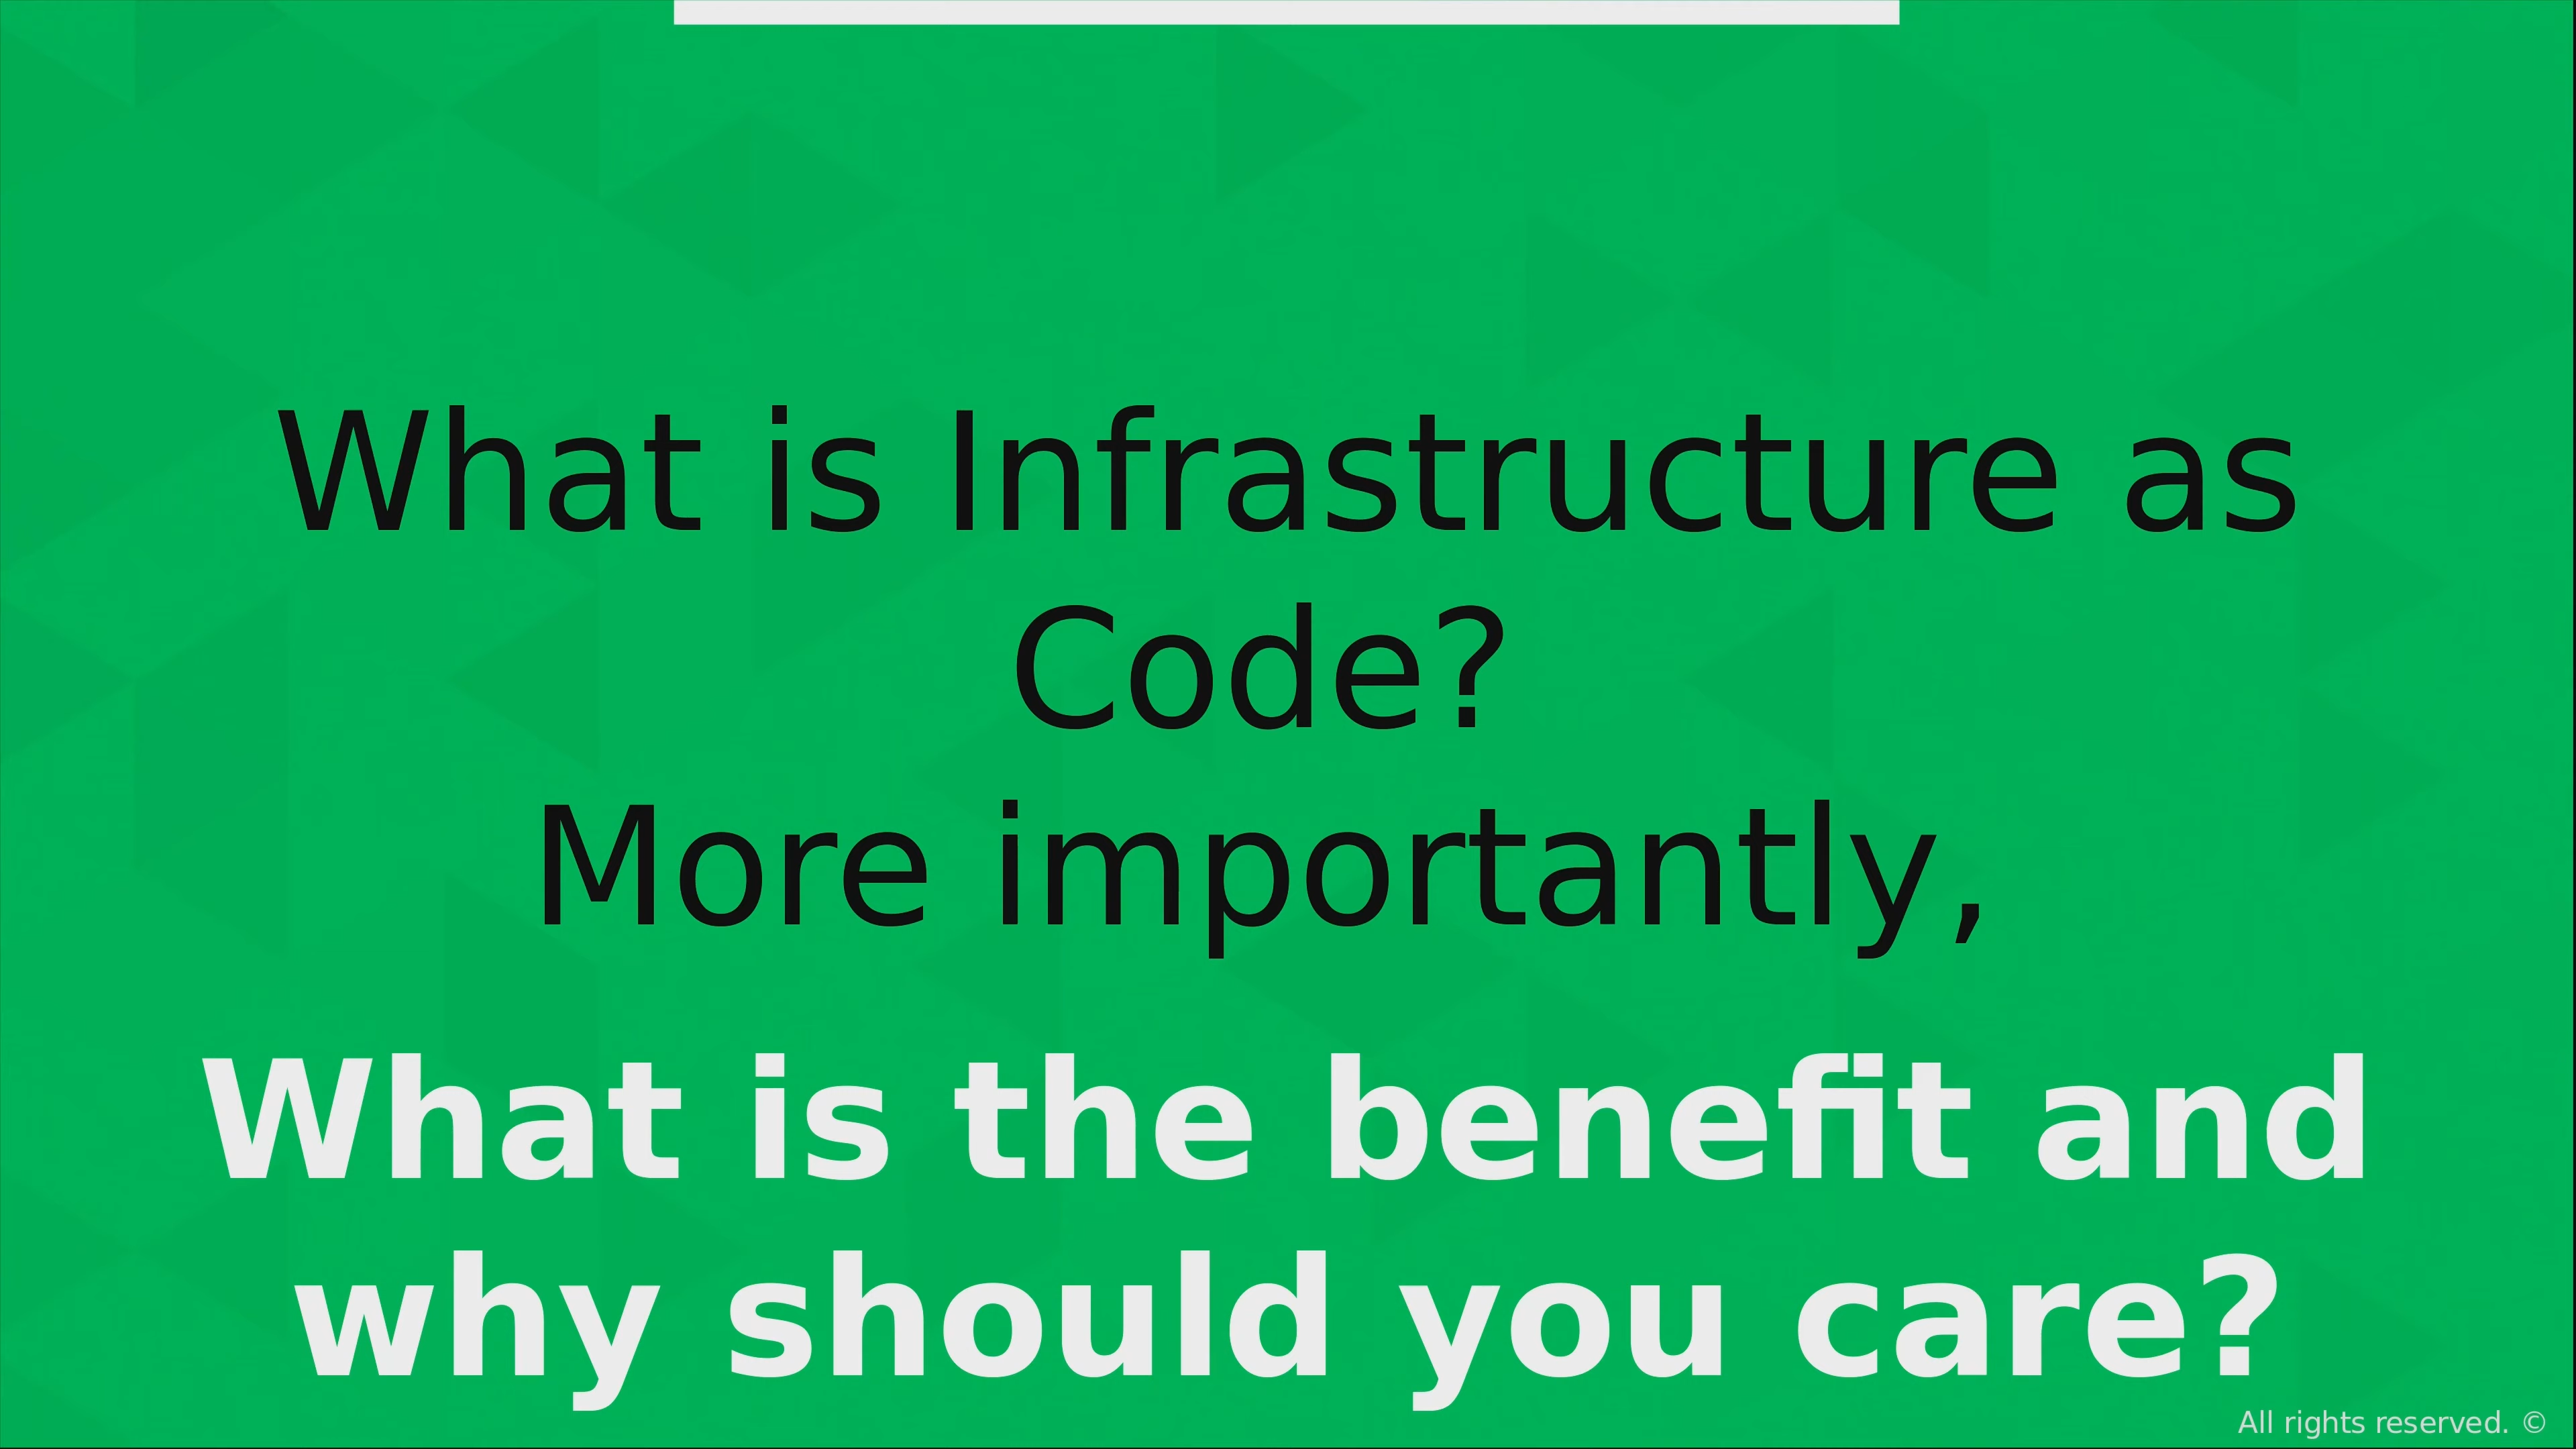 What is Infrastructure as
Code?
More importantly,
What is the benefit and
why should you care?
All rights reserved. ©